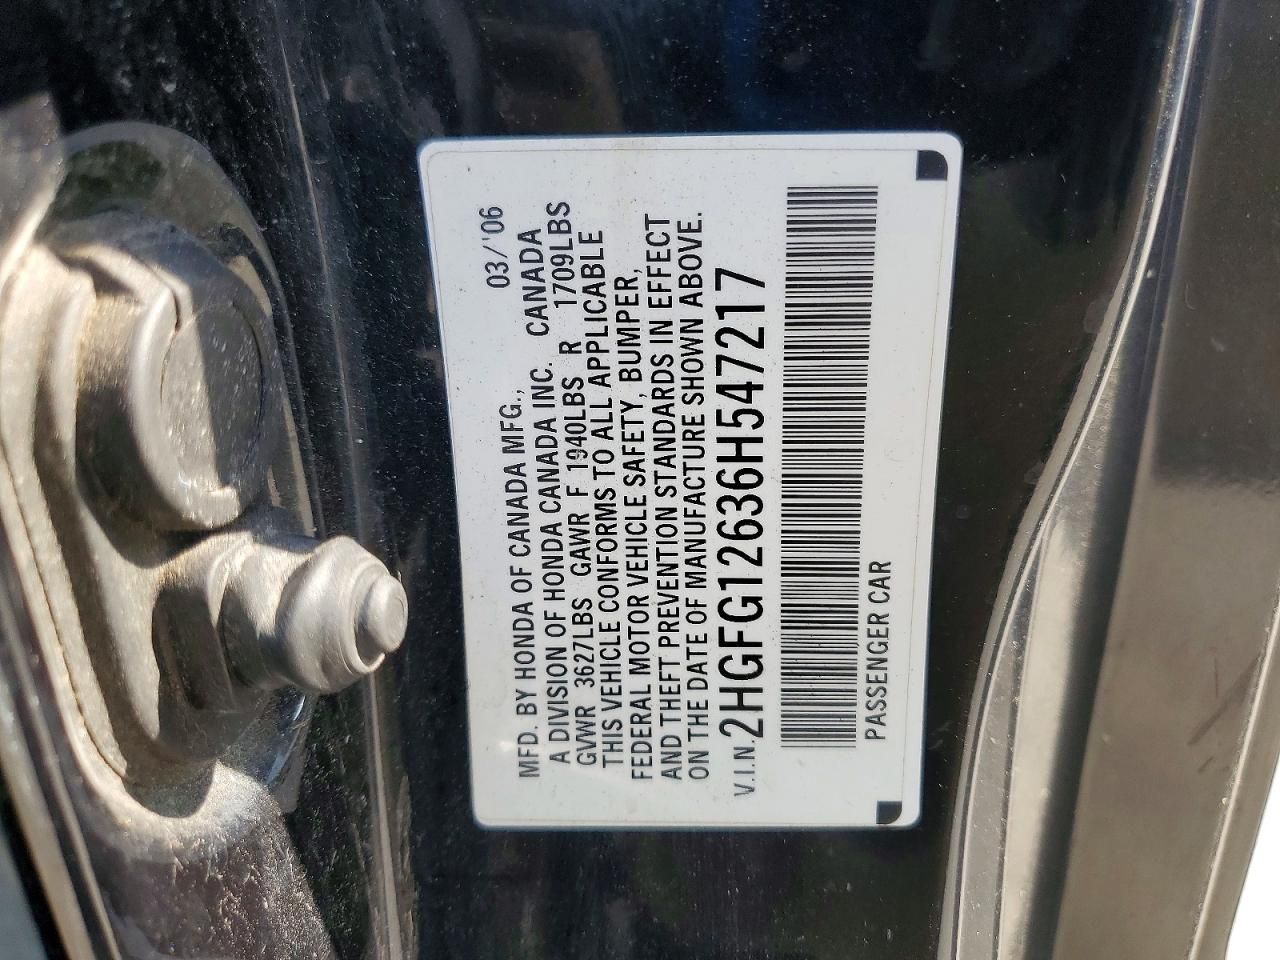 MFD. BY HONDA OF CANADA MFG., 03/'06
A DIVISION OF HONDA CANADA INC. CANADA
GVWR 3627LBS GAWR F 1940LBS R 1709LBS
THIS VEHICLE CONFORMS TO ALL APPLICABLE
FEDERAL MOTOR VEHICLE SAFETY, BUMPER,
AND THEFT PREVENTION STANDARDS IN EFFECT
ON THE DATE OF MANUFACTURE SHOWN ABOVE.
V.I.N. 2HGFG12636H547217
PASSENGER CAR